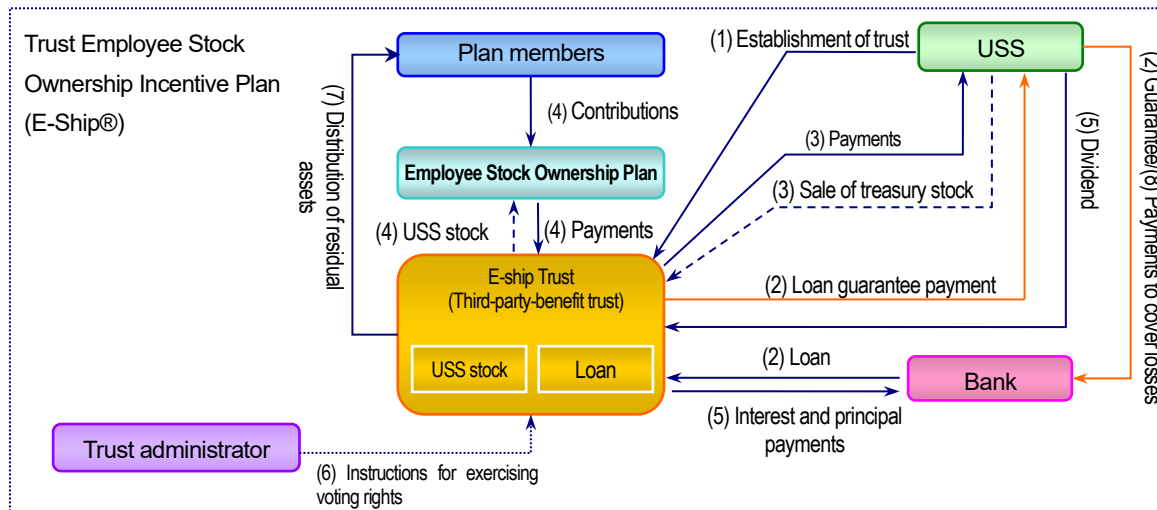 Trust Employee Stock
Ownership Incentive Plan
(E-Ship®)
Plan members
(1) Establishment of trust
USS
(2) Guarantee/(8) Payments to cover losses
(7) Distribution of residual
assets
(4) Contributions
(3) Payments
(5) Dividend
Employee Stock Ownership Plan
(3) Sale of treasury stock
(4) USS stock
(4) Payments
E-ship Trust
(Third-party-benefit trust)
(2) Loan guarantee payment
USS stock
Loan
(2) Loan
Bank
(5) Interest and principal
payments
Trust administrator
(6) Instructions for exercising
voting rights